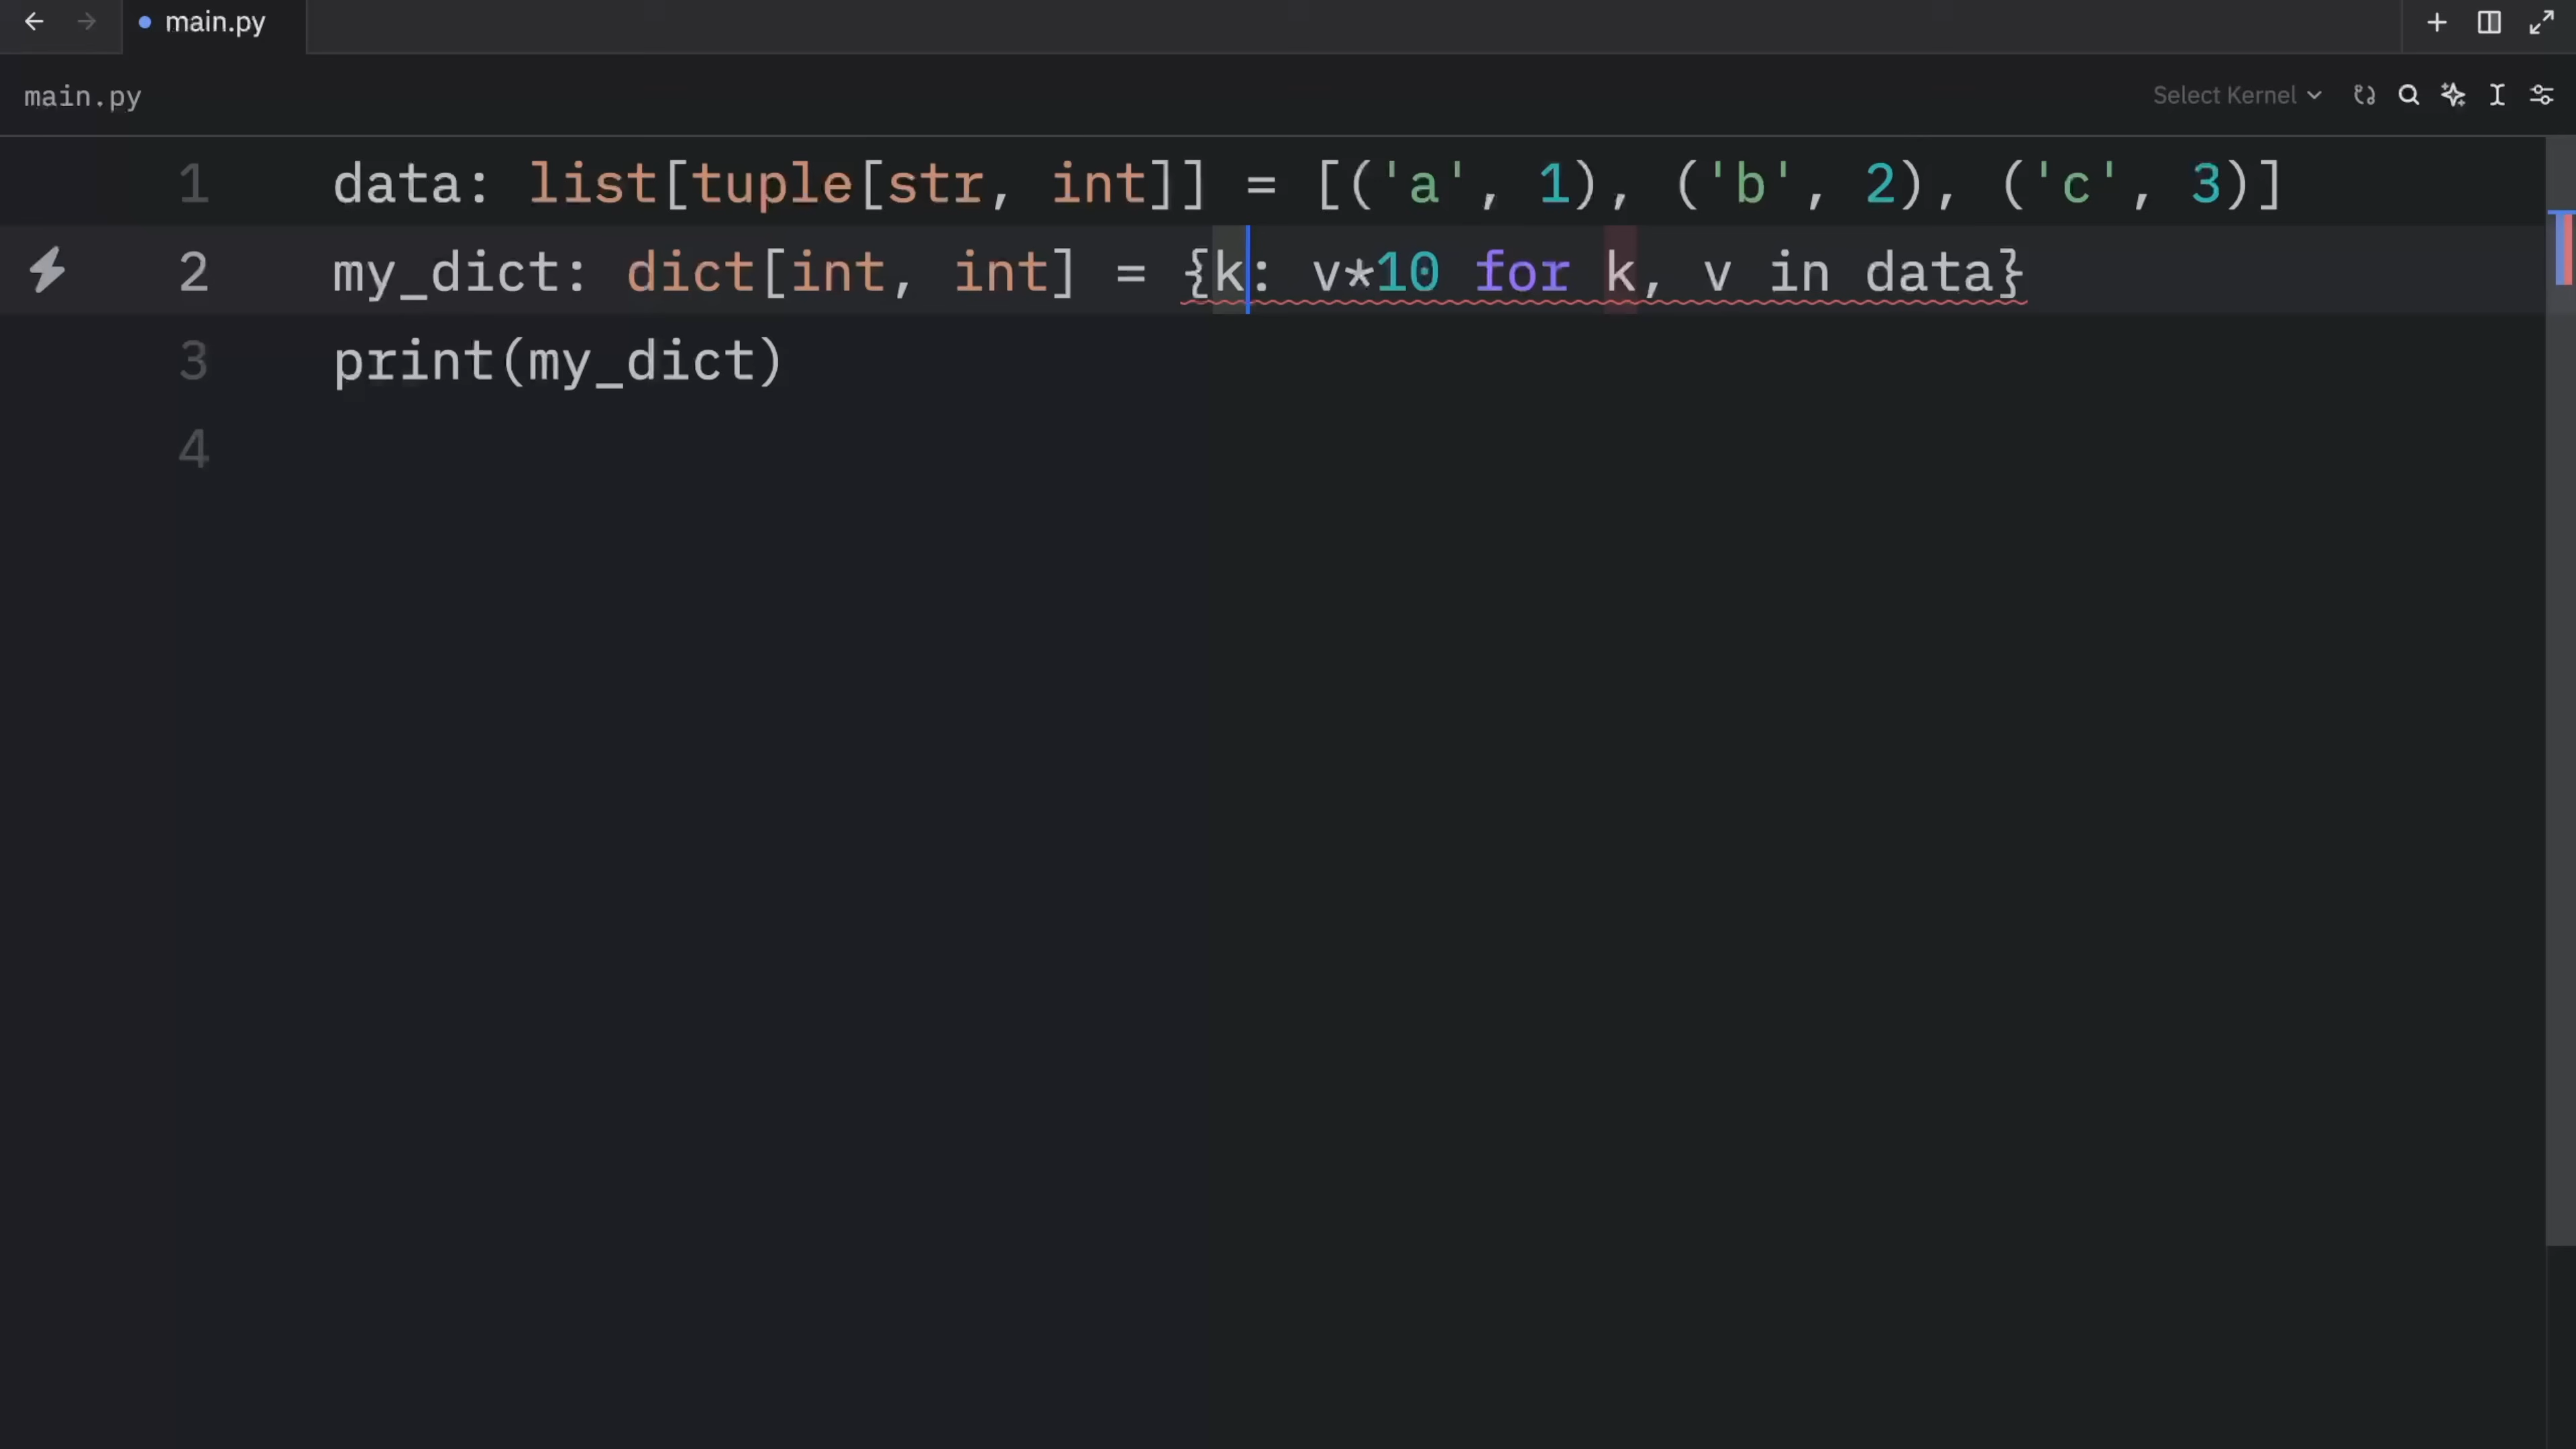 main.py
main.py
Select Kernel
1 data: list[tuple[str, int]] = [('a', 1), ('b', 2), ('c', 3)]
2 my_dict: dict[int, int] = {k: v*10 for k, v in data}
3 print(my_dict)
4